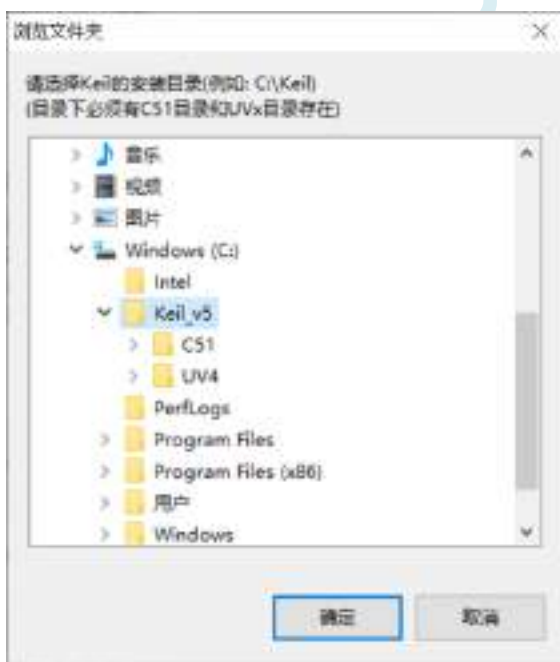 浏览文件夹
请选择Keil的安装目录(例如: C:\Keil)
(目录下必须有C51目录和UVx目录存在)
音乐
视频
图片
Windows (C:)
Intel
Keil_v5
C51
UV4
PerfLogs
Program Files
Program Files (x86)
用户
Windows
确定
取消